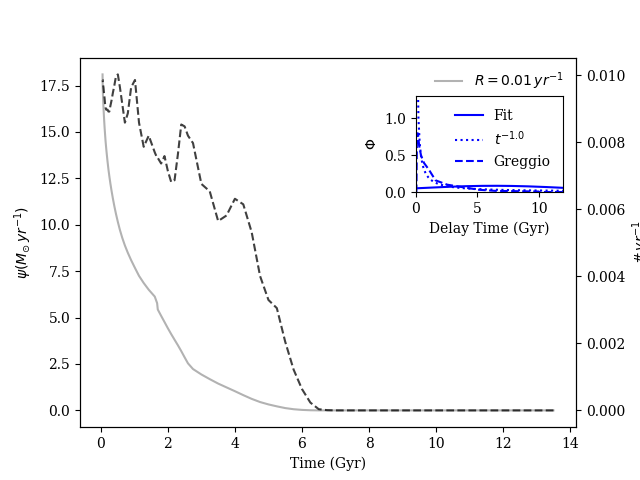 R = 0.01 yr⁻¹
Fit
t⁻¹·⁰
Greggio
Φ
1.0
0.5
0.0
0 5 10
Delay Time (Gyr)
ψ(M⊙ yr⁻¹)
17.5
15.0
12.5
10.0
7.5
5.0
2.5
0.0
0.010
0.008
0.006
0.004
0.002
0.000
# yr⁻¹
0 2 4 6 8 10 12 14
Time (Gyr)